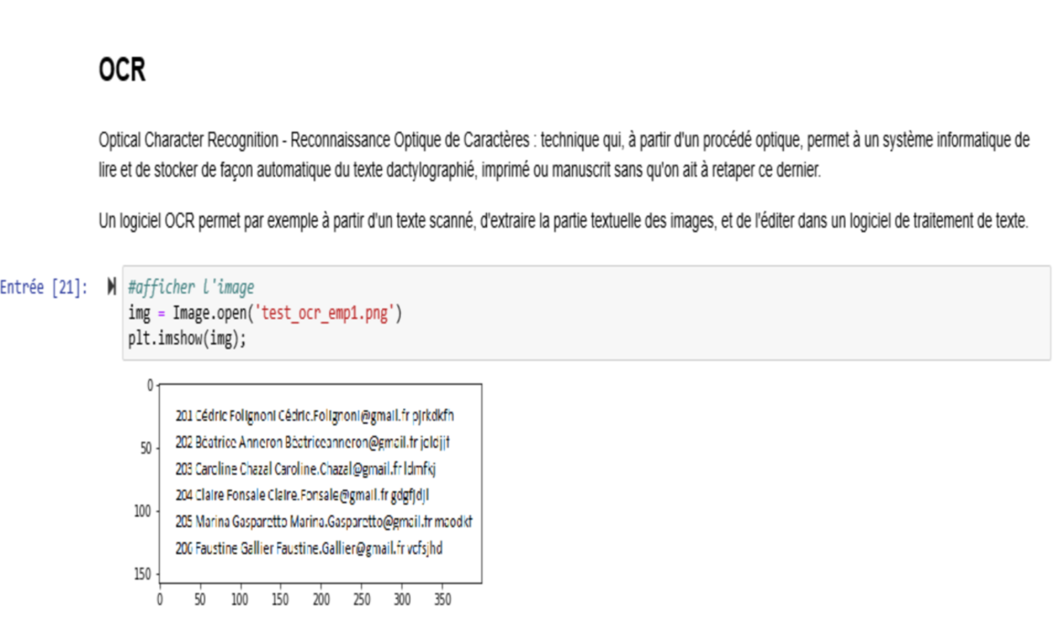 OCR
Optical Character Recognition - Reconnaissance Optique de Caractères : technique qui, à partir d'un procédé optique, permet à un système informatique de
lire et de stocker de façon automatique du texte dactylographié, imprimé ou manuscrit sans qu'on ait à retaper ce dernier.
Un logiciel OCR permet par exemple à partir d'un texte scanné, d'extraire la partie textuelle des images, et de l'éditer dans un logiciel de traitement de texte.
Entrée [21]:
#afficher l'image
img = Image.open('test_ocr_emp1.png')
plt.imshow(img);
0
201 Cédric Folignoni Cédric.Folignoni@gmail.fr pjrkdkfh
202 Béatrice Anneron Béatriceanneron@gmail.fr
50
203 Caroline Chazal Caroline.Chazal@gmail.fr ldmfkj
204 Claire Fonsale Claire.Fonsale@gmail.fr gdgfjdjl
100
205 Marina Gasparetto Marina.Gasparetto@gmail.fr
206 Faustine Gallier Faustine.Gallier@gmail.fr vcfsjhd
150
0 50 100 150 200 250 300 350